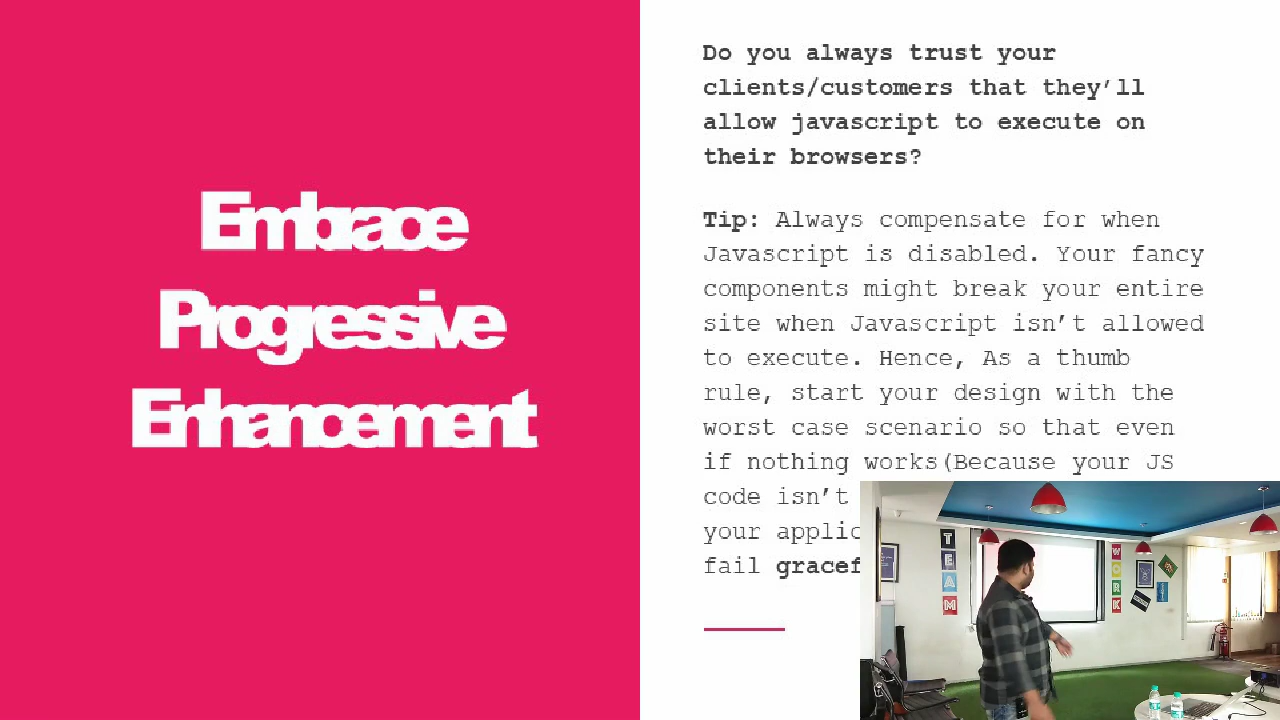 Embrace
Progressive
Enhancement
Do you always trust your
clients/customers that they’ll
allow javascript to execute on
their browsers?
Tip: Always compensate for when
Javascript is disabled. Your fancy
components might break your entire
site when Javascript isn’t allowed
to execute. Hence, As a thumb
rule, start your design with the
worst case scenario so that even
if nothing works(Because your JS
code isn’t
your applic
fail gracef
TEAM
WORK